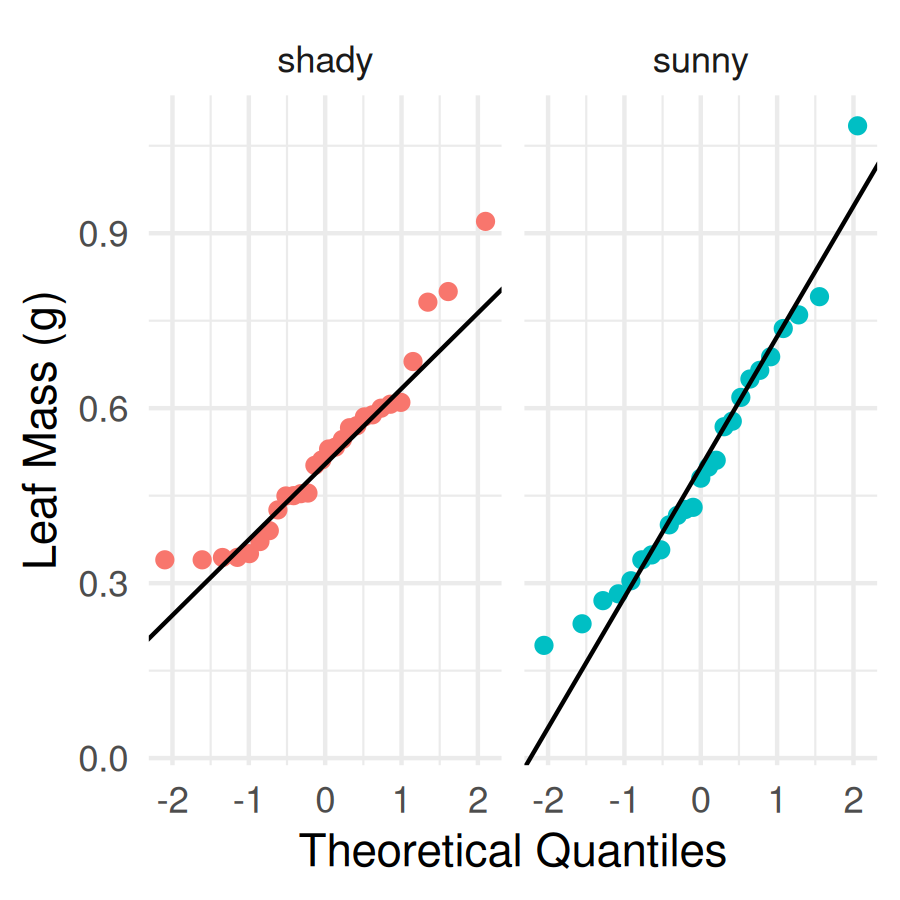 shady
sunny
Leaf Mass (g)
0.9
0.6
0.3
0.0
-2 -1 0 1 2
-2 -1 0 1 2
Theoretical Quantiles